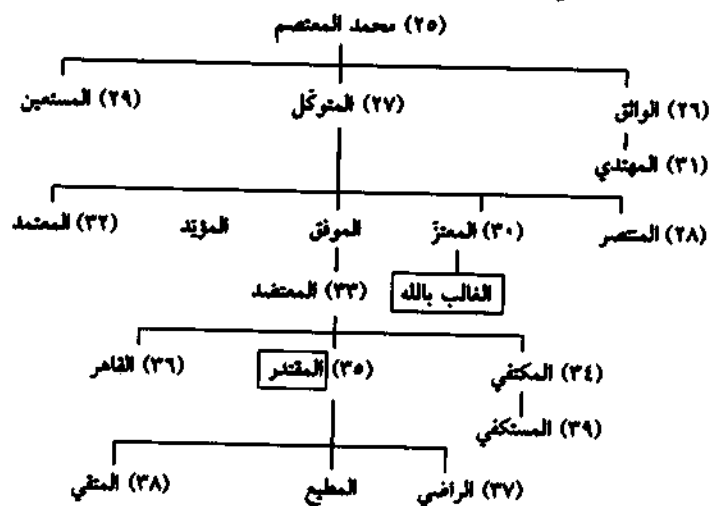 (٢٥) محمد المعتصم
(٢٦) الواثق (٢٧) المتوكّل (٢٩) المستعين
(٣١) المهتدي
(٢٨) المنتصر (٣٠) المعتزّ الموفق المؤيّد (٣٢) المعتمد
الغالب بالله (٣٣) المعتضد
(٣٤) المكتفي (٣٥) المقتدر (٣٦) القاهر
(٣٩) المستكفي
(٣٧) الراضي المطيع (٣٨) المتقي